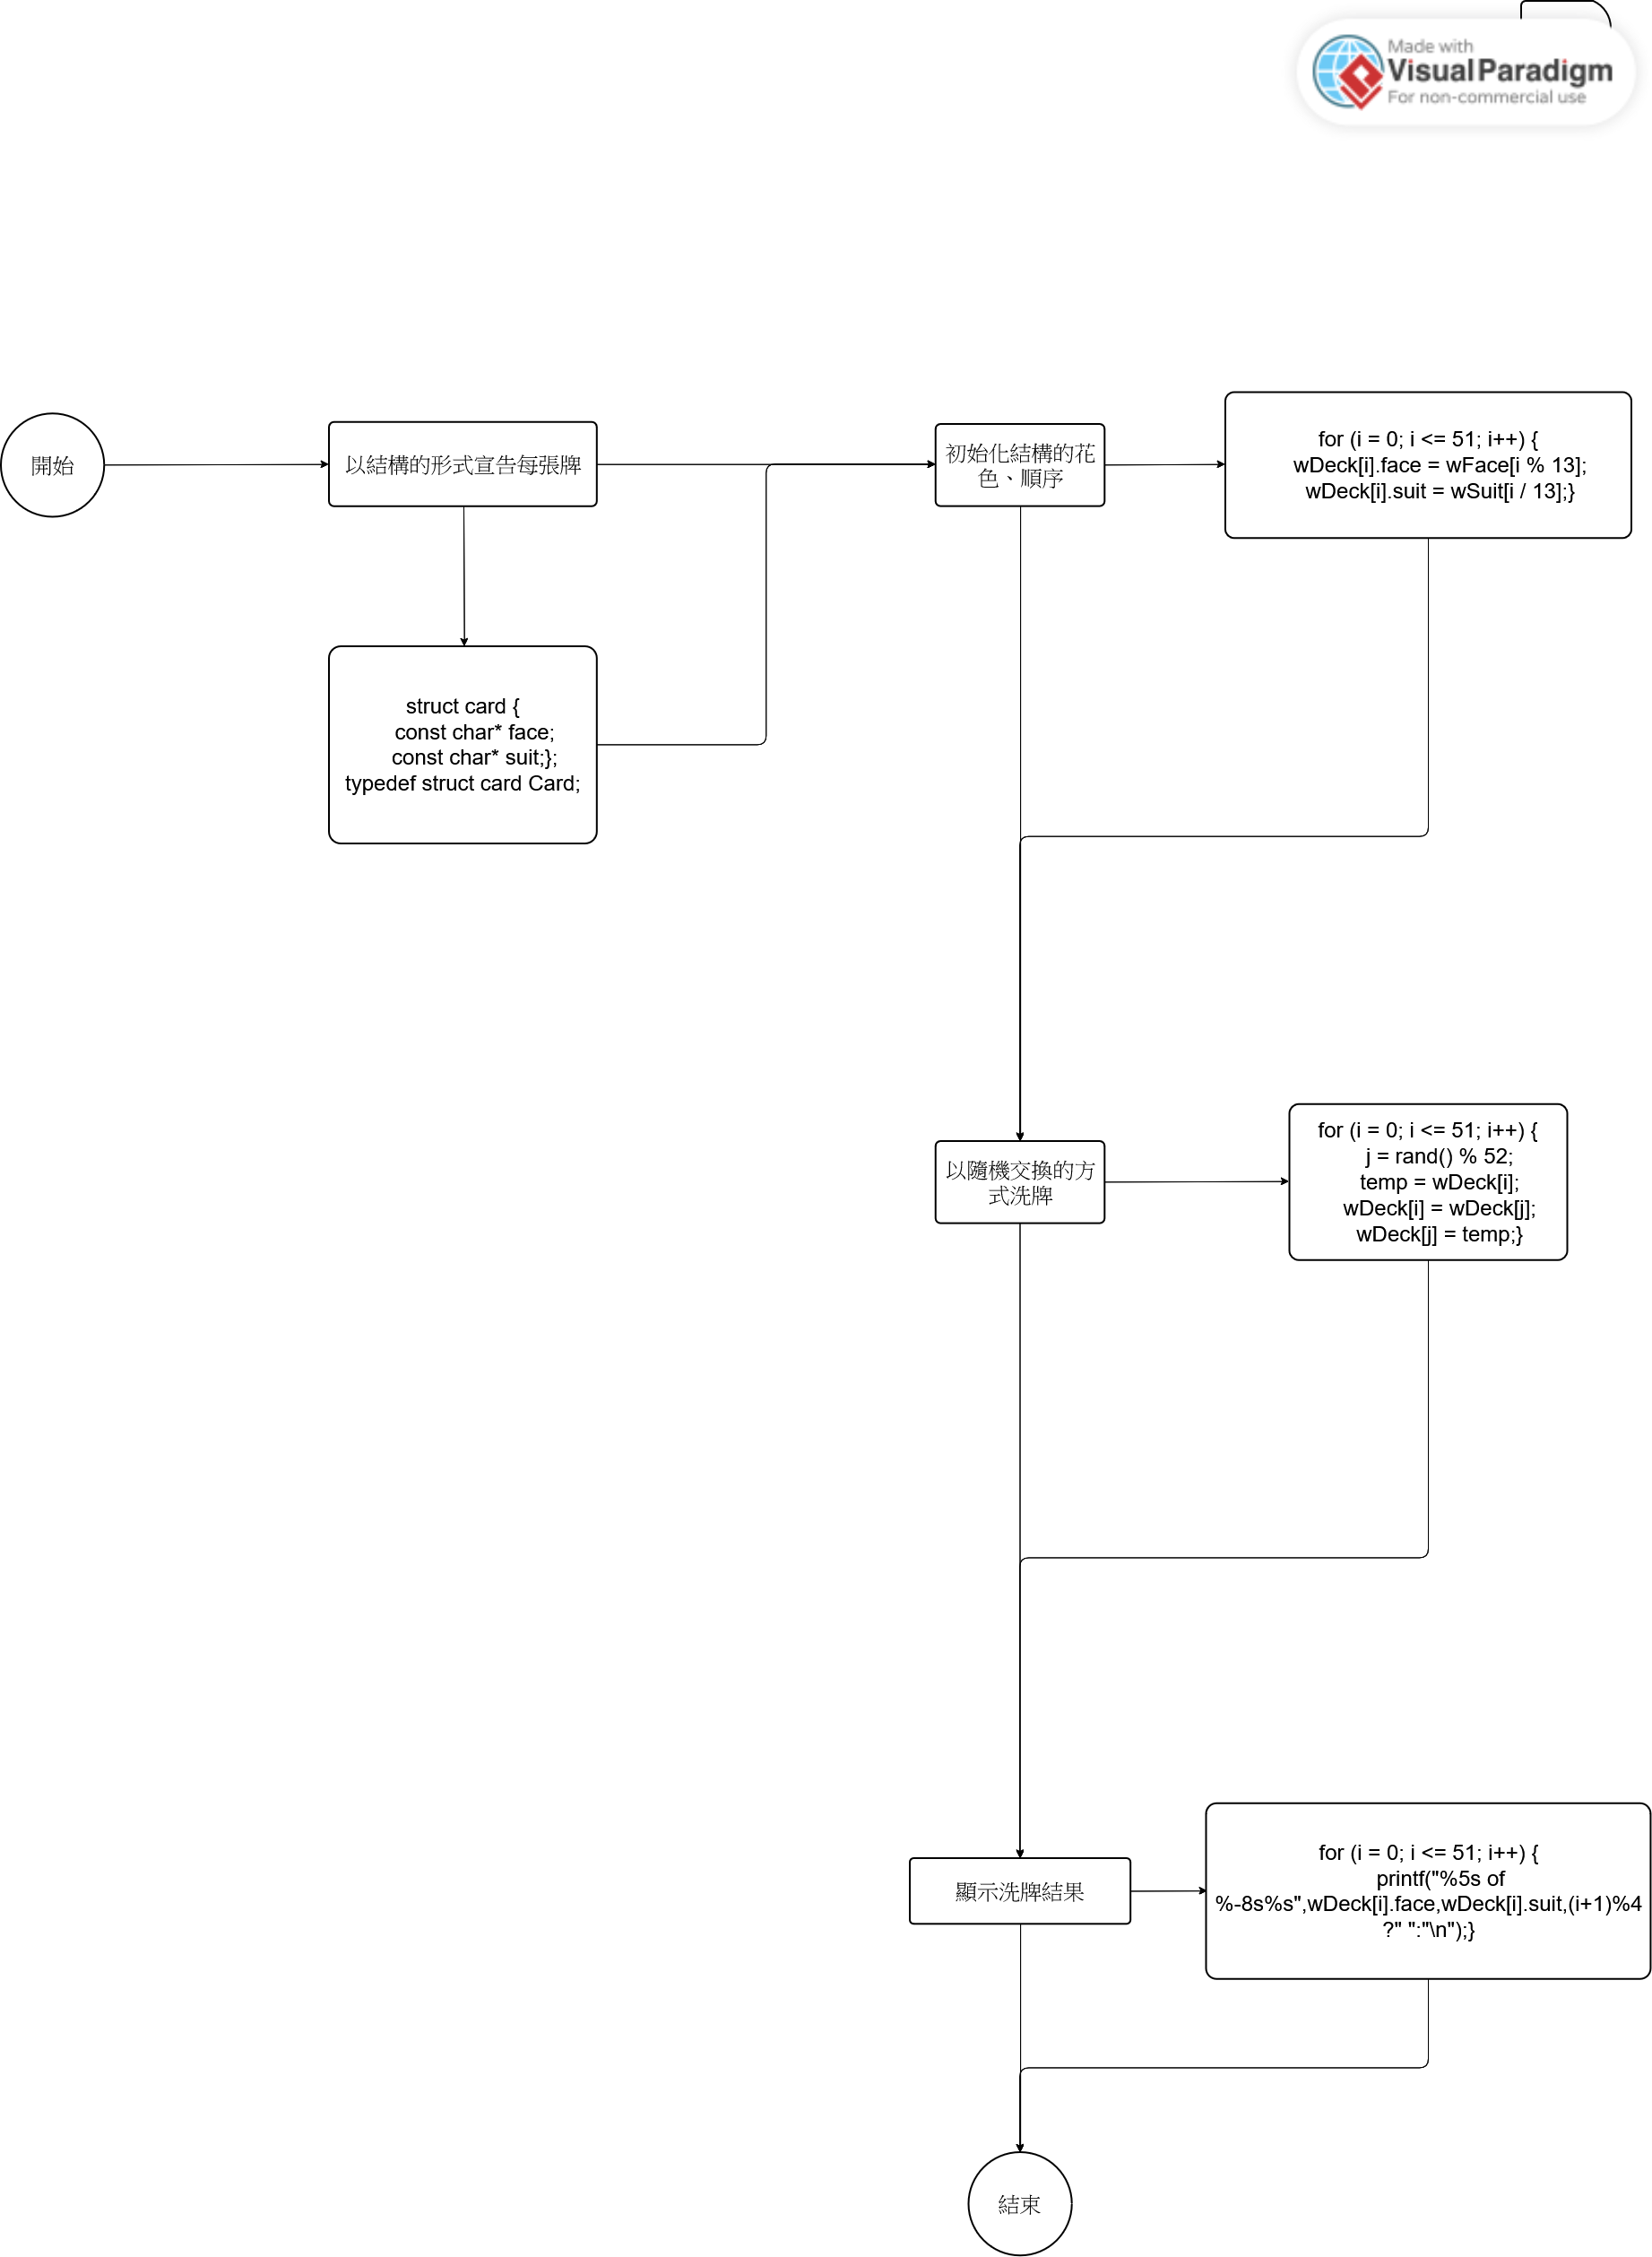 Made with
Visual Paradigm
For non-commercial use
開始
以結構的形式宣告每張牌
初始化結構的花
色、順序
for (i = 0; i <= 51; i++) {
wDeck[i].face = wFace[i % 13];
wDeck[i].suit = wSuit[i / 13];}
struct card {
const char* face;
const char* suit;};
typedef struct card Card;
以隨機交換的方
式洗牌
for (i = 0; i <= 51; i++) {
j = rand() % 52;
temp = wDeck[i];
wDeck[i] = wDeck[j];
wDeck[j] = temp;}
顯示洗牌結果
for (i = 0; i <= 51; i++) {
printf("%5s of
%-8s%s",wDeck[i].face,wDeck[i].suit,(i+1)%4
?" ":"\n");}
結束